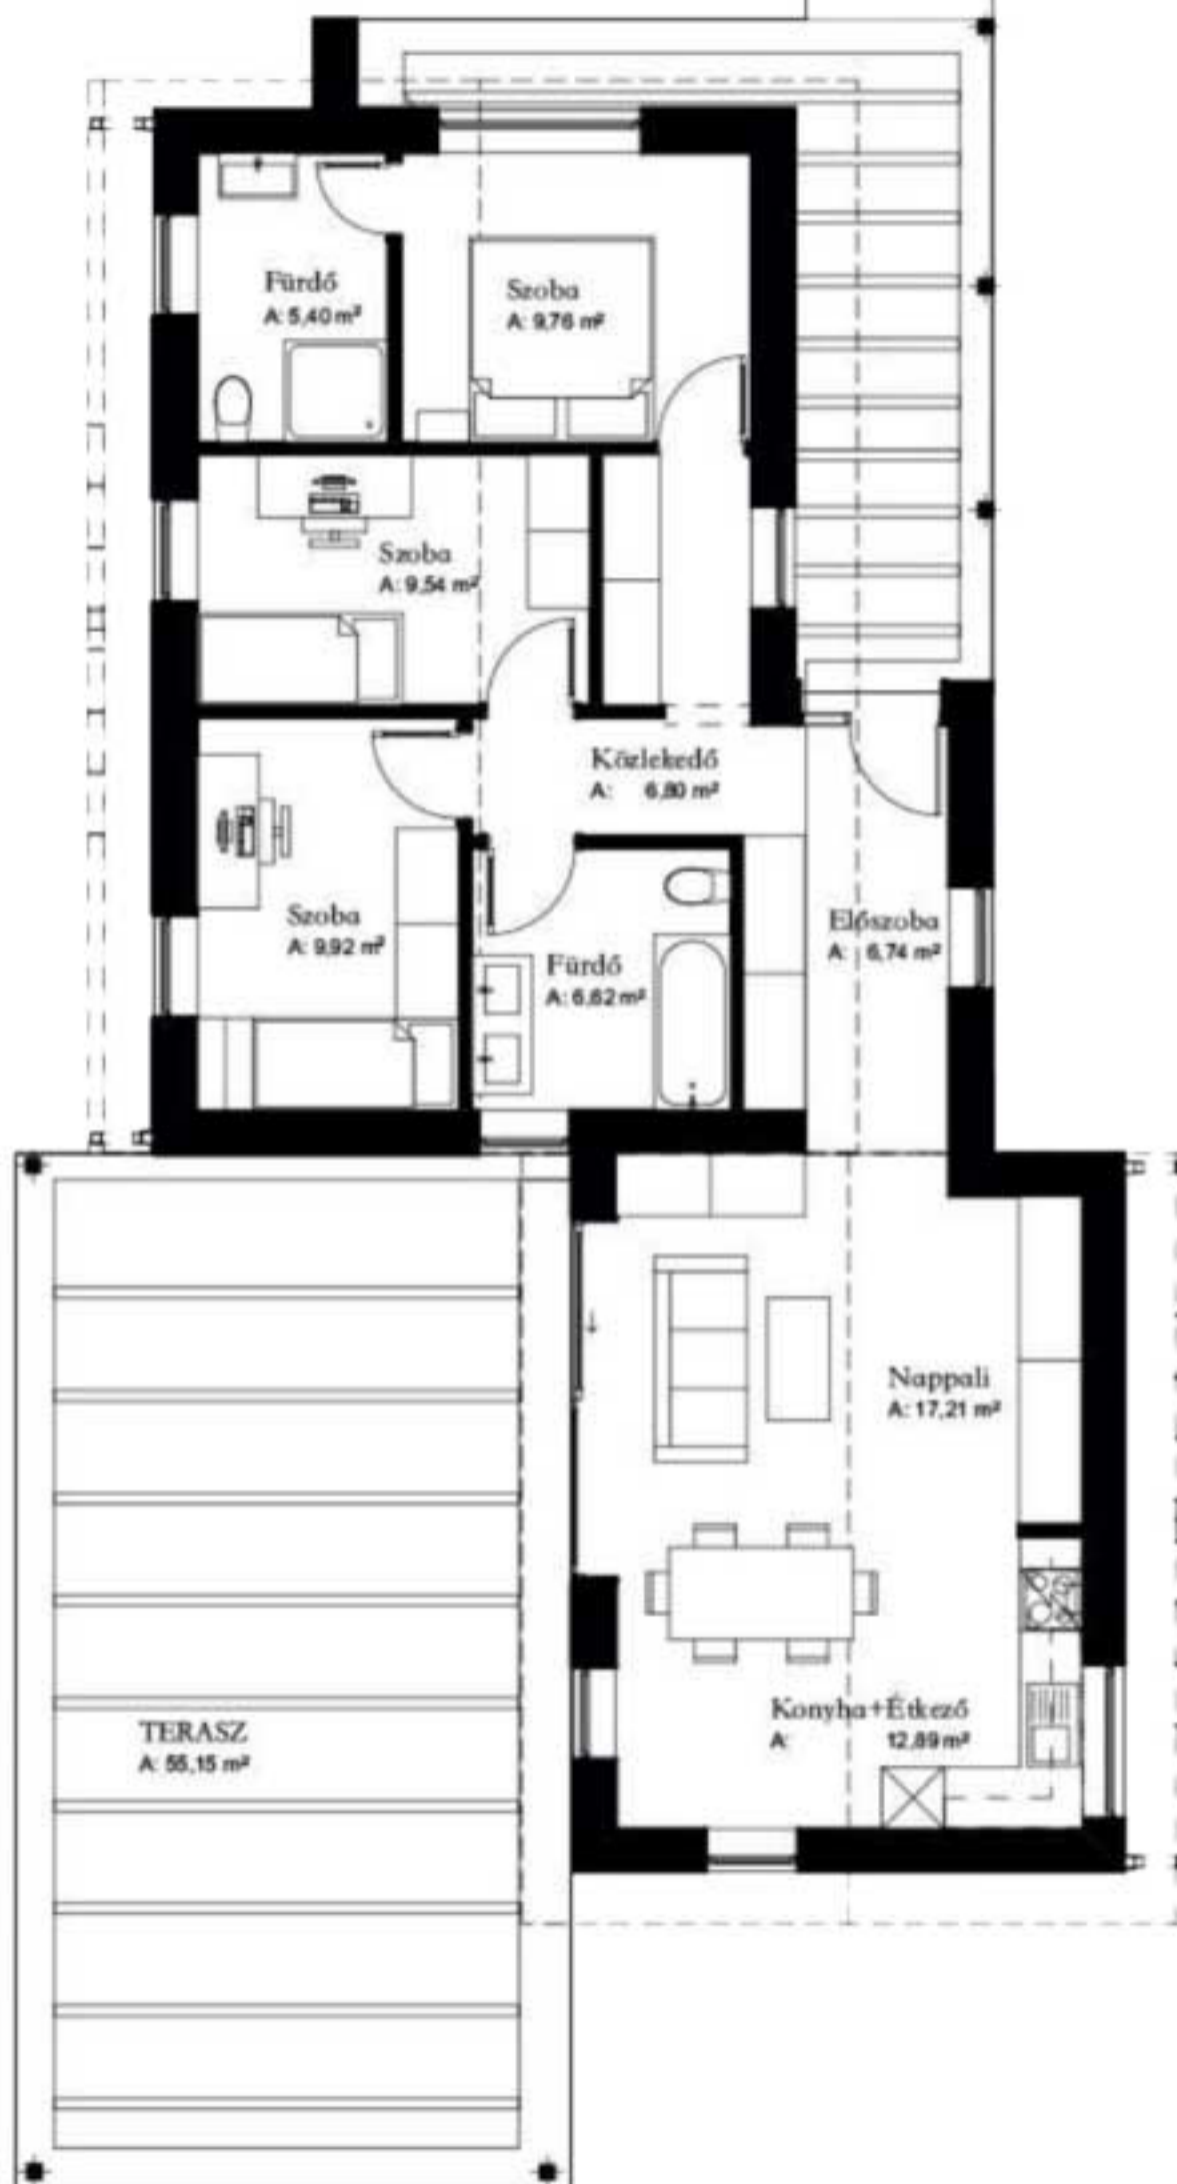 Fürdő
A: 5,40 m²
Szoba
A: 9,76 m²
Szoba
A: 9,54 m²
Közlekedő
A: 6,80 m²
Szoba
A: 9,92 m²
Fürdő
A: 6,62 m²
Előszoba
A: 6,74 m²
Nappali
A: 17,21 m²
Konyha+Étkező
A: 12,89 m²
TERASZ
A: 55,15 m²